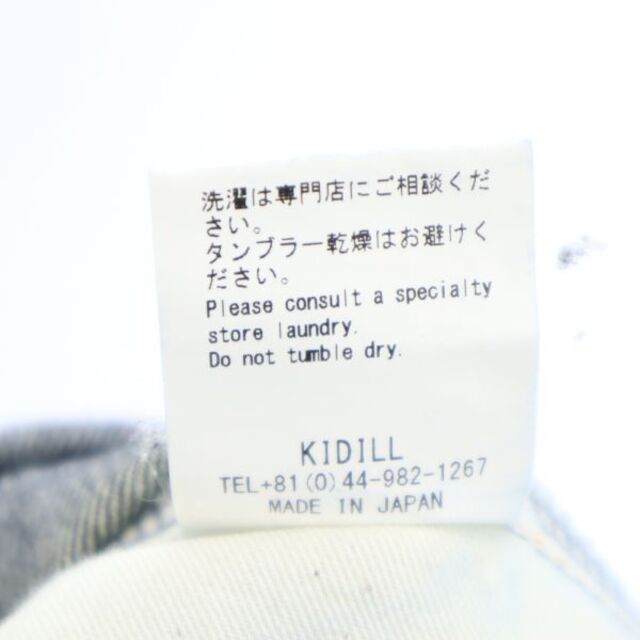 洗濯は専門店にご相談くだ
さい。
タンブラー乾燥はお避けく
ださい。
Please consult a specialty
store laundry.
Do not tumble dry.
KIDILL
TEL+81(0)44-982-1267
MADE IN JAPAN